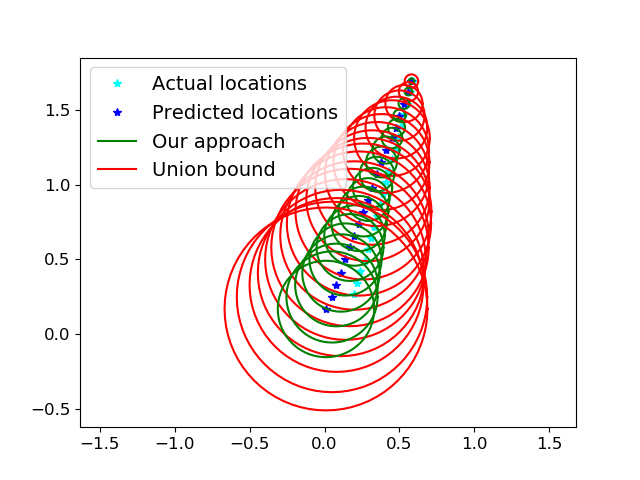 Actual locations
Predicted locations
Our approach
Union bound
1.5
1.0
0.5
0.0
−0.5
−1.5 −1.0 −0.5 0.0 0.5 1.0 1.5